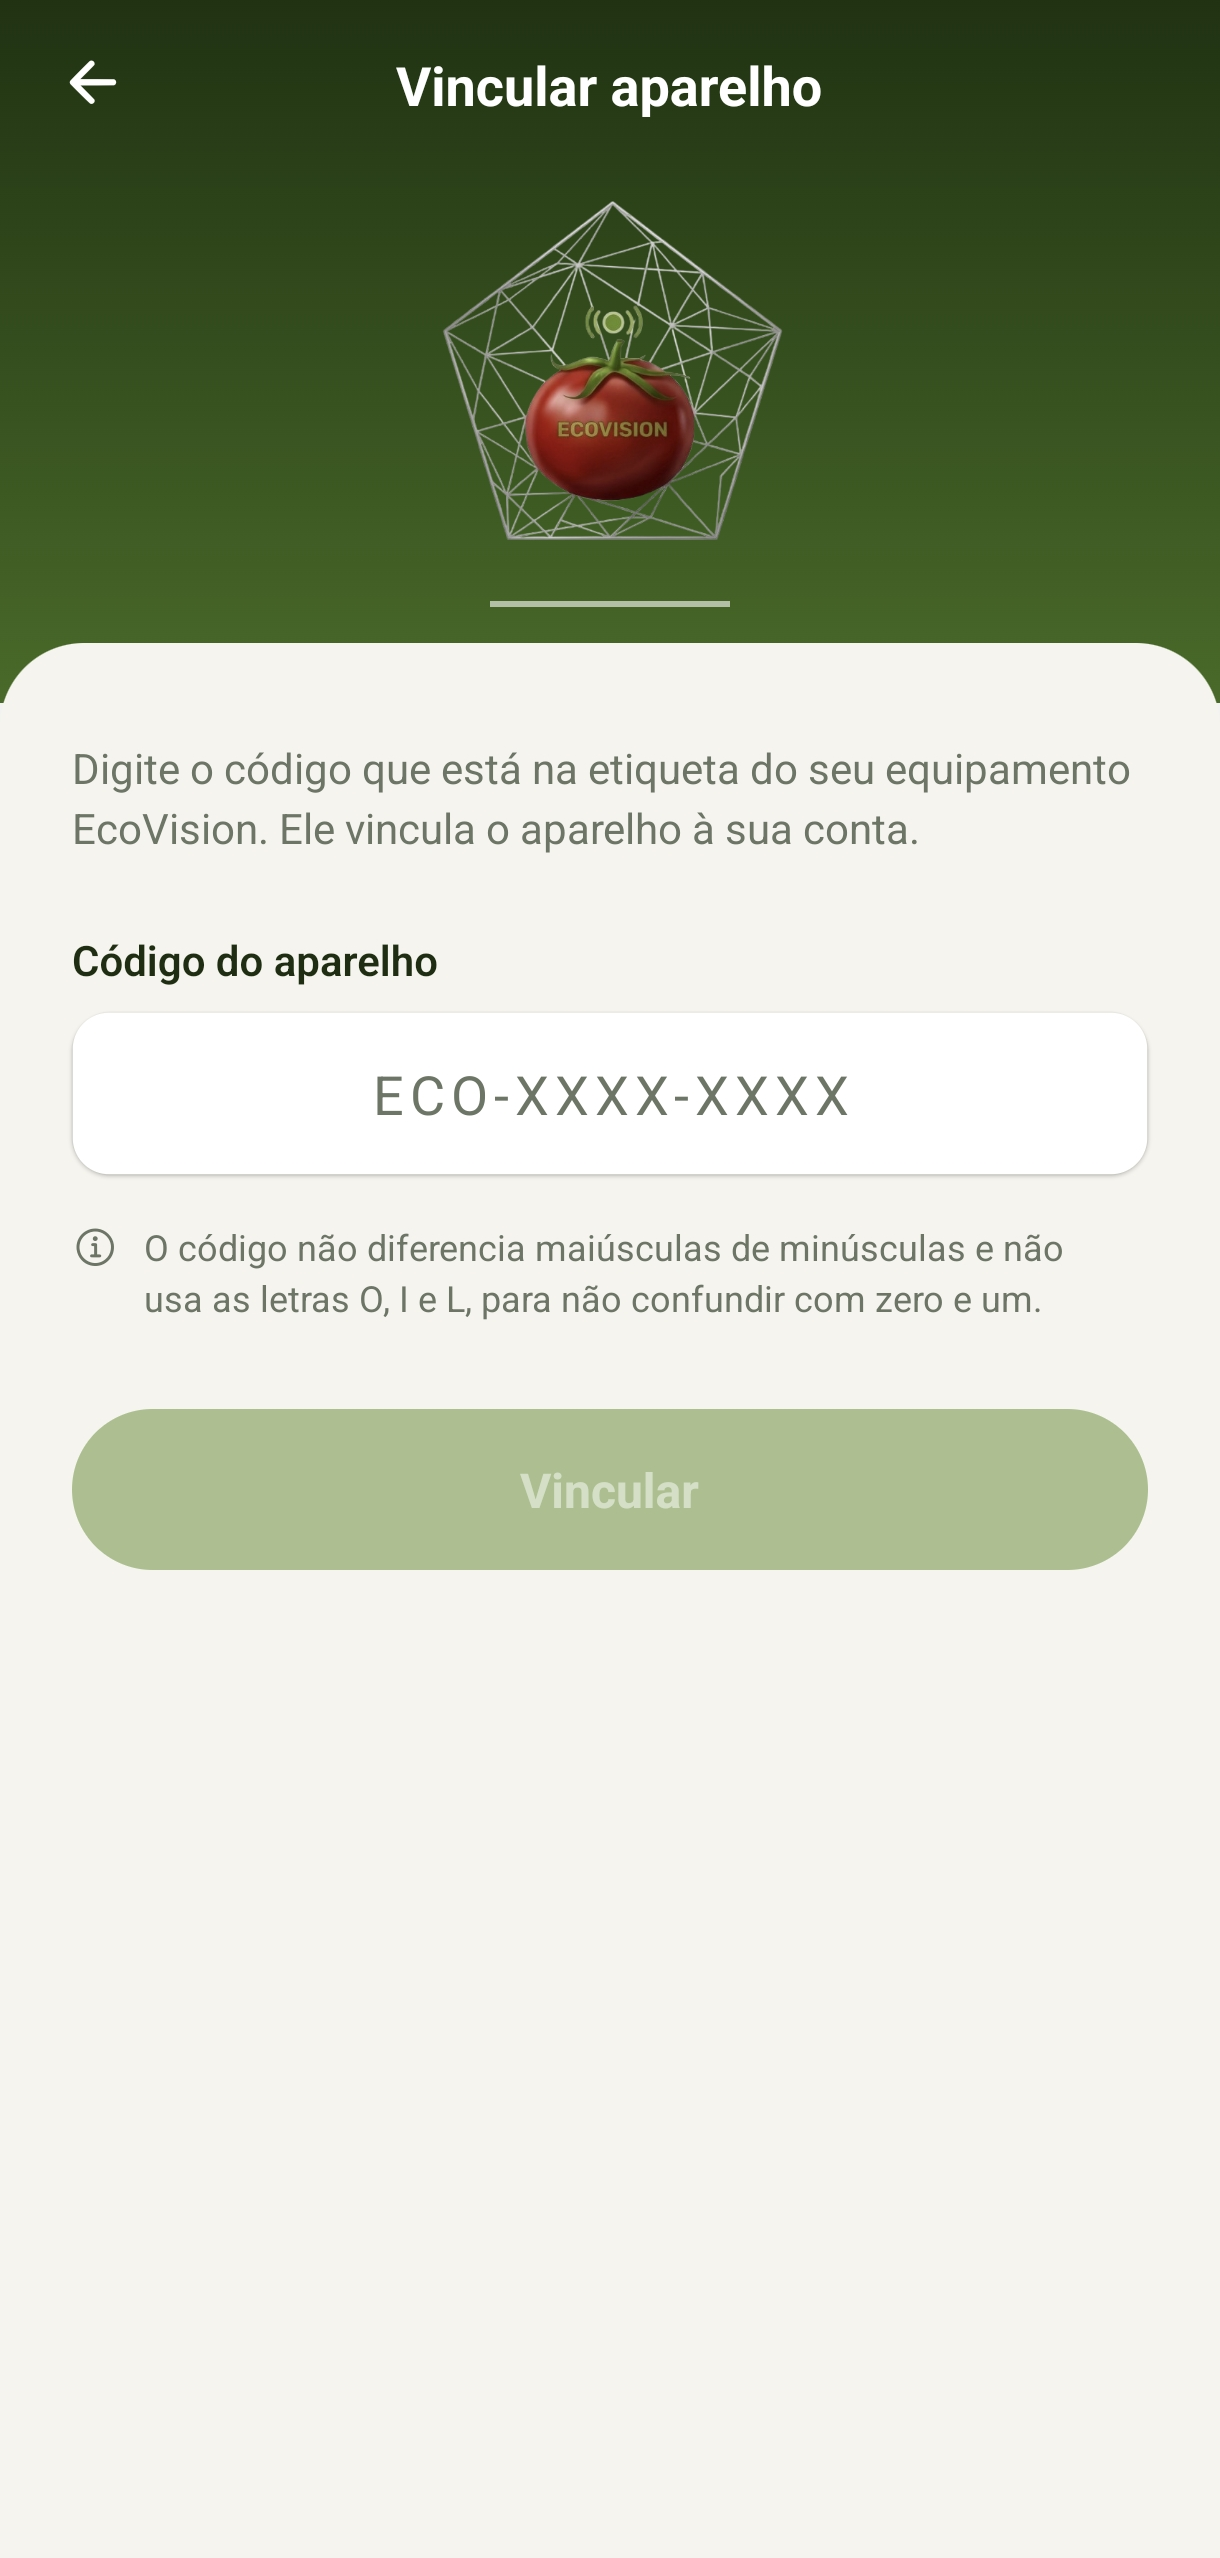 Vincular aparelho
ECOVISION
Digite o código que está na etiqueta do seu equipamento
EcoVision. Ele vincula o aparelho à sua conta.
Código do aparelho
ECO-XXXX-XXXX
O código não diferencia maiúsculas de minúsculas e não
usa as letras O, I e L, para não confundir com zero e um.
Vincular